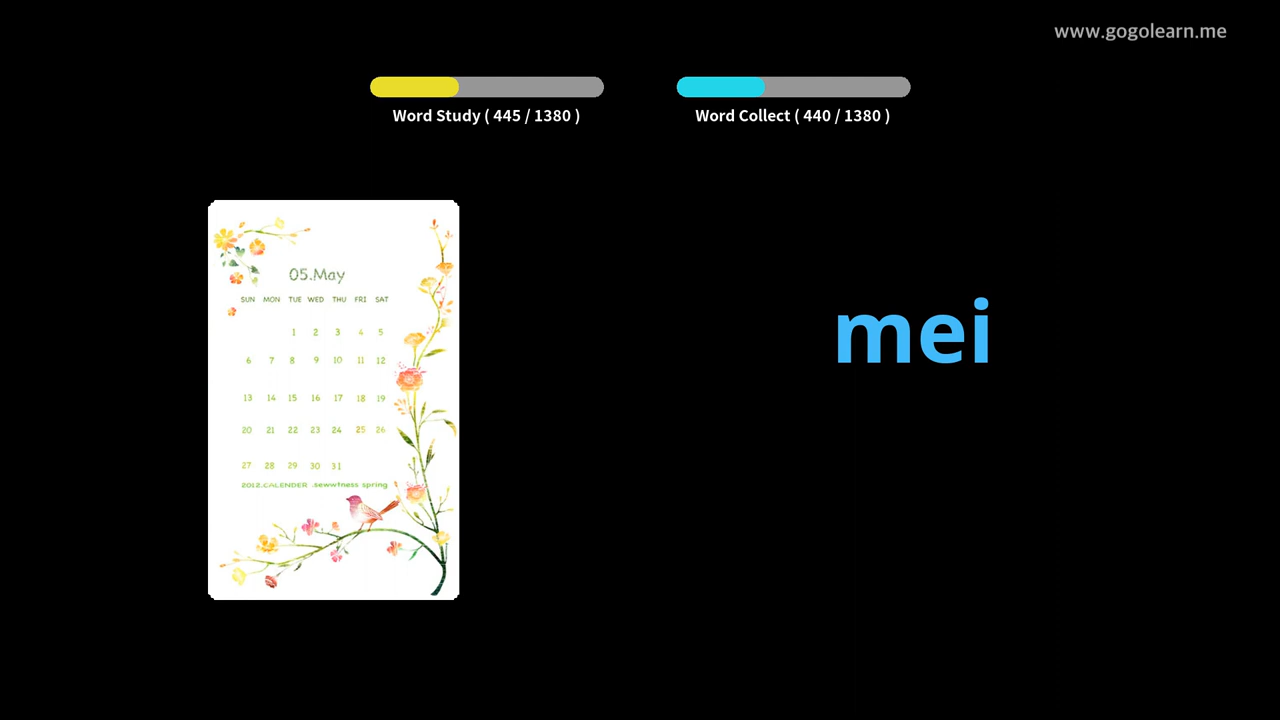 www.gogolearn.me
Word Study ( 445 / 1380 )
Word Collect ( 440 / 1380 )
05.May
SUN MON TUE WED THU FRI SAT
1 2 3 4 5
6 7 8 9 10 11 12
13 14 15 16 17 18 19
20 21 22 23 24 25 26
27 28 29 30 31
2012.CALENDER .sewwtness spring
mei